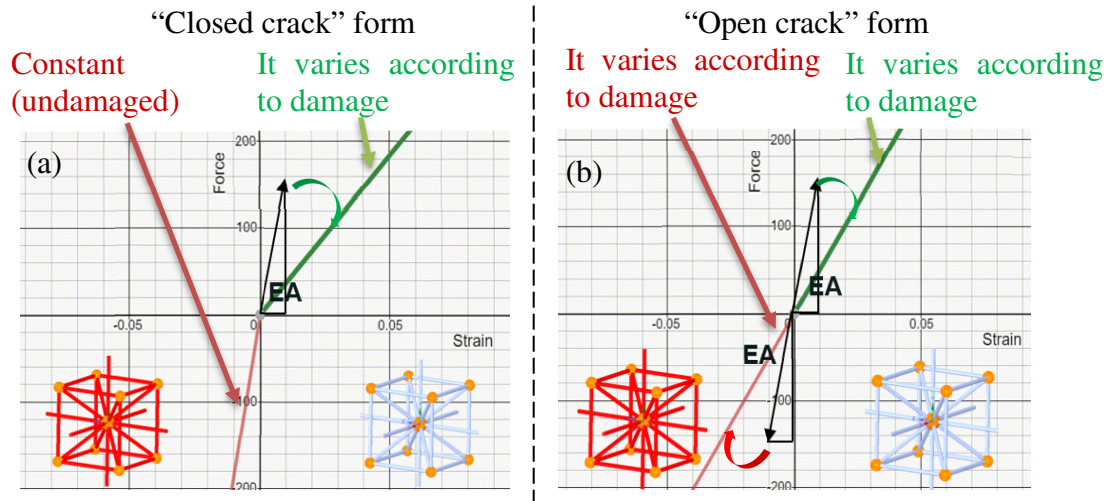 “Closed crack” form
Constant
(undamaged)
It varies according
to damage
(a)
Force
200
100
EA
-0.05
0
0.05
Strain
-100
-200
“Open crack” form
It varies according
to damage
It varies according
to damage
(b)
Force
200
100
EA
-0.05
0
0.05
Strain
EA
-100
-200